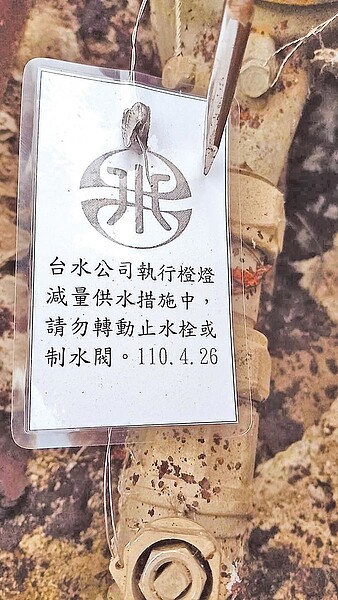 台水公司執行橙燈
減量供水措施中，
請勿轉動止水栓或
制水閥。110.4.26